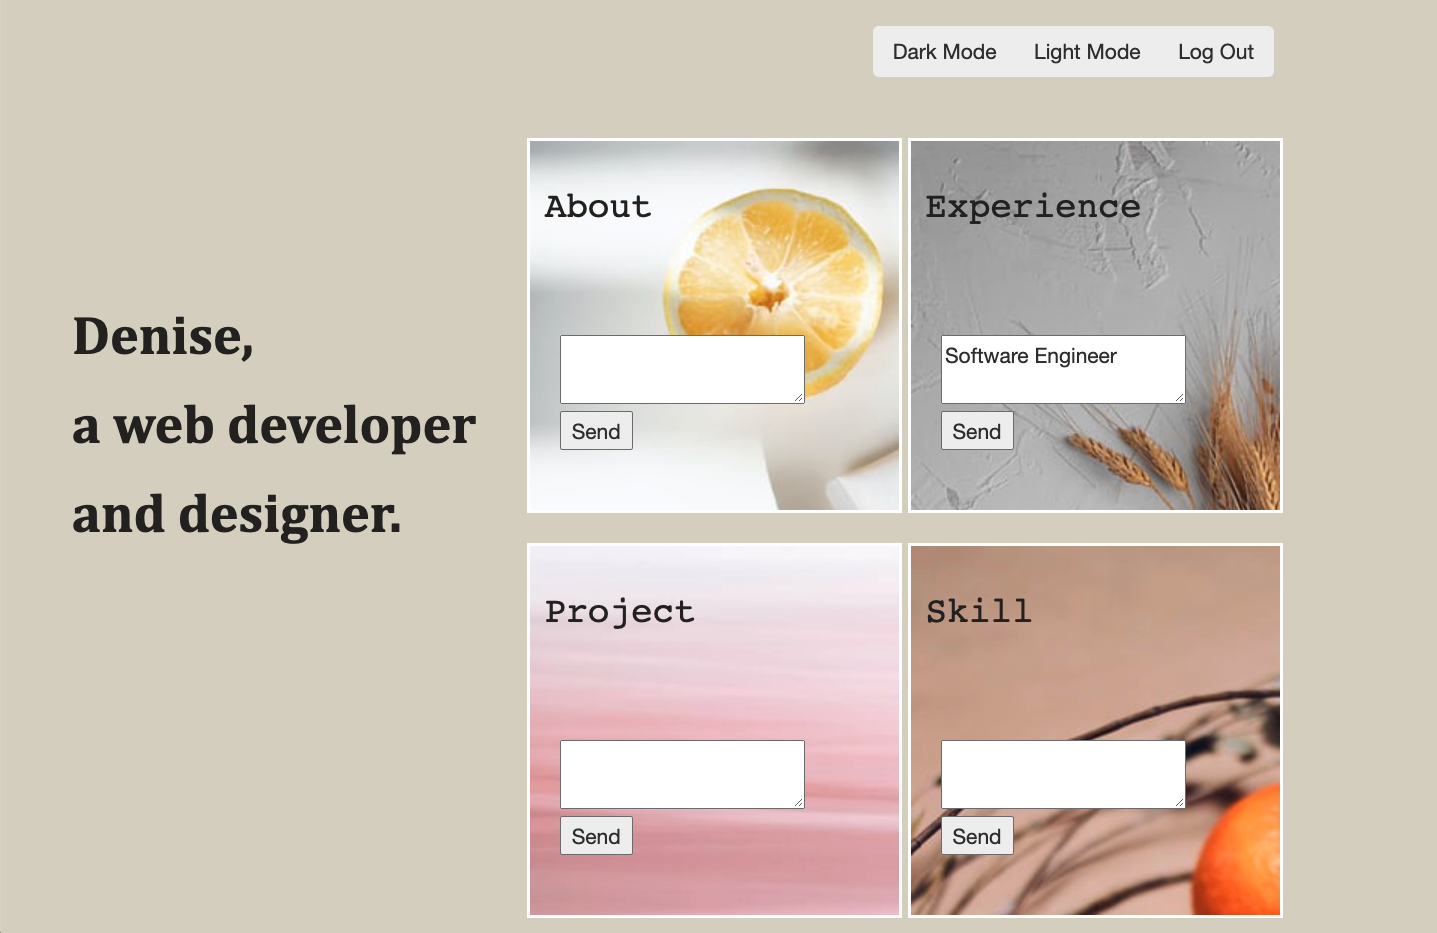 Dark Mode Light Mode Log Out
Denise,
a web developer
and designer.
About
Send
Experience
Software Engineer
Send
Project
Send
Skill
Send